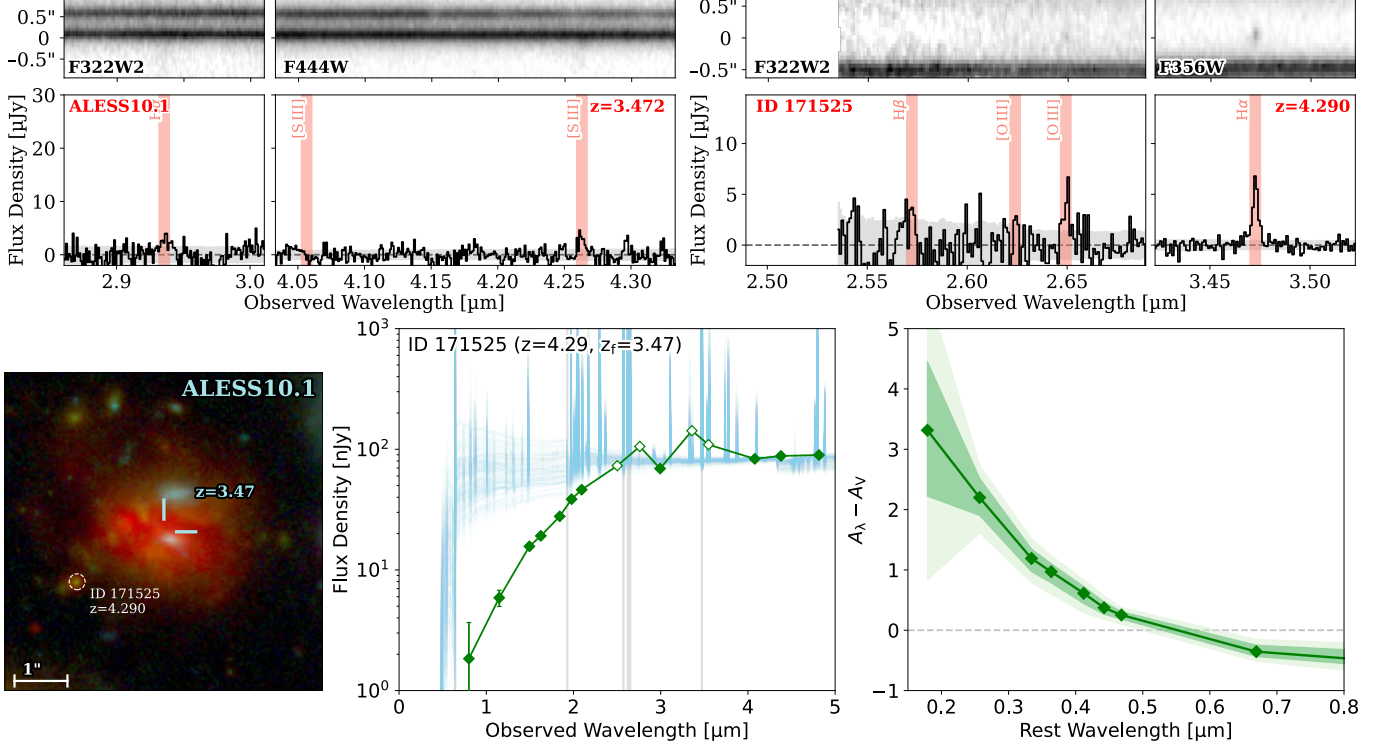 0.5"
0
−0.5"
F322W2
F444W
0.5"
0
−0.5"
F322W2
F356W
30
20
10
0
Flux Density [μJy]
ALESS10.1
Hα
[S III]
[S III]
z=3.472
2.9
3.0
4.05
4.10
4.15
4.20
4.25
4.30
Observed Wavelength [μm]
10
5
0
Flux Density [μJy]
ID 171525
Hβ
[O III]
[O III]
Hα
z=4.290
2.50
2.55
2.60
2.65
3.45
3.50
Observed Wavelength [μm]
ALESS10.1
z=3.47
ID 171525
z=4.290
1"
ID 171525 (z=4.29, z_f=3.47)
10³
10²
10¹
10⁰
Flux Density [nJy]
0
1
2
3
4
5
Observed Wavelength [μm]
5
4
3
2
1
0
−1
A_λ − A_V
0.2
0.3
0.4
0.5
0.6
0.7
0.8
Rest Wavelength [μm]